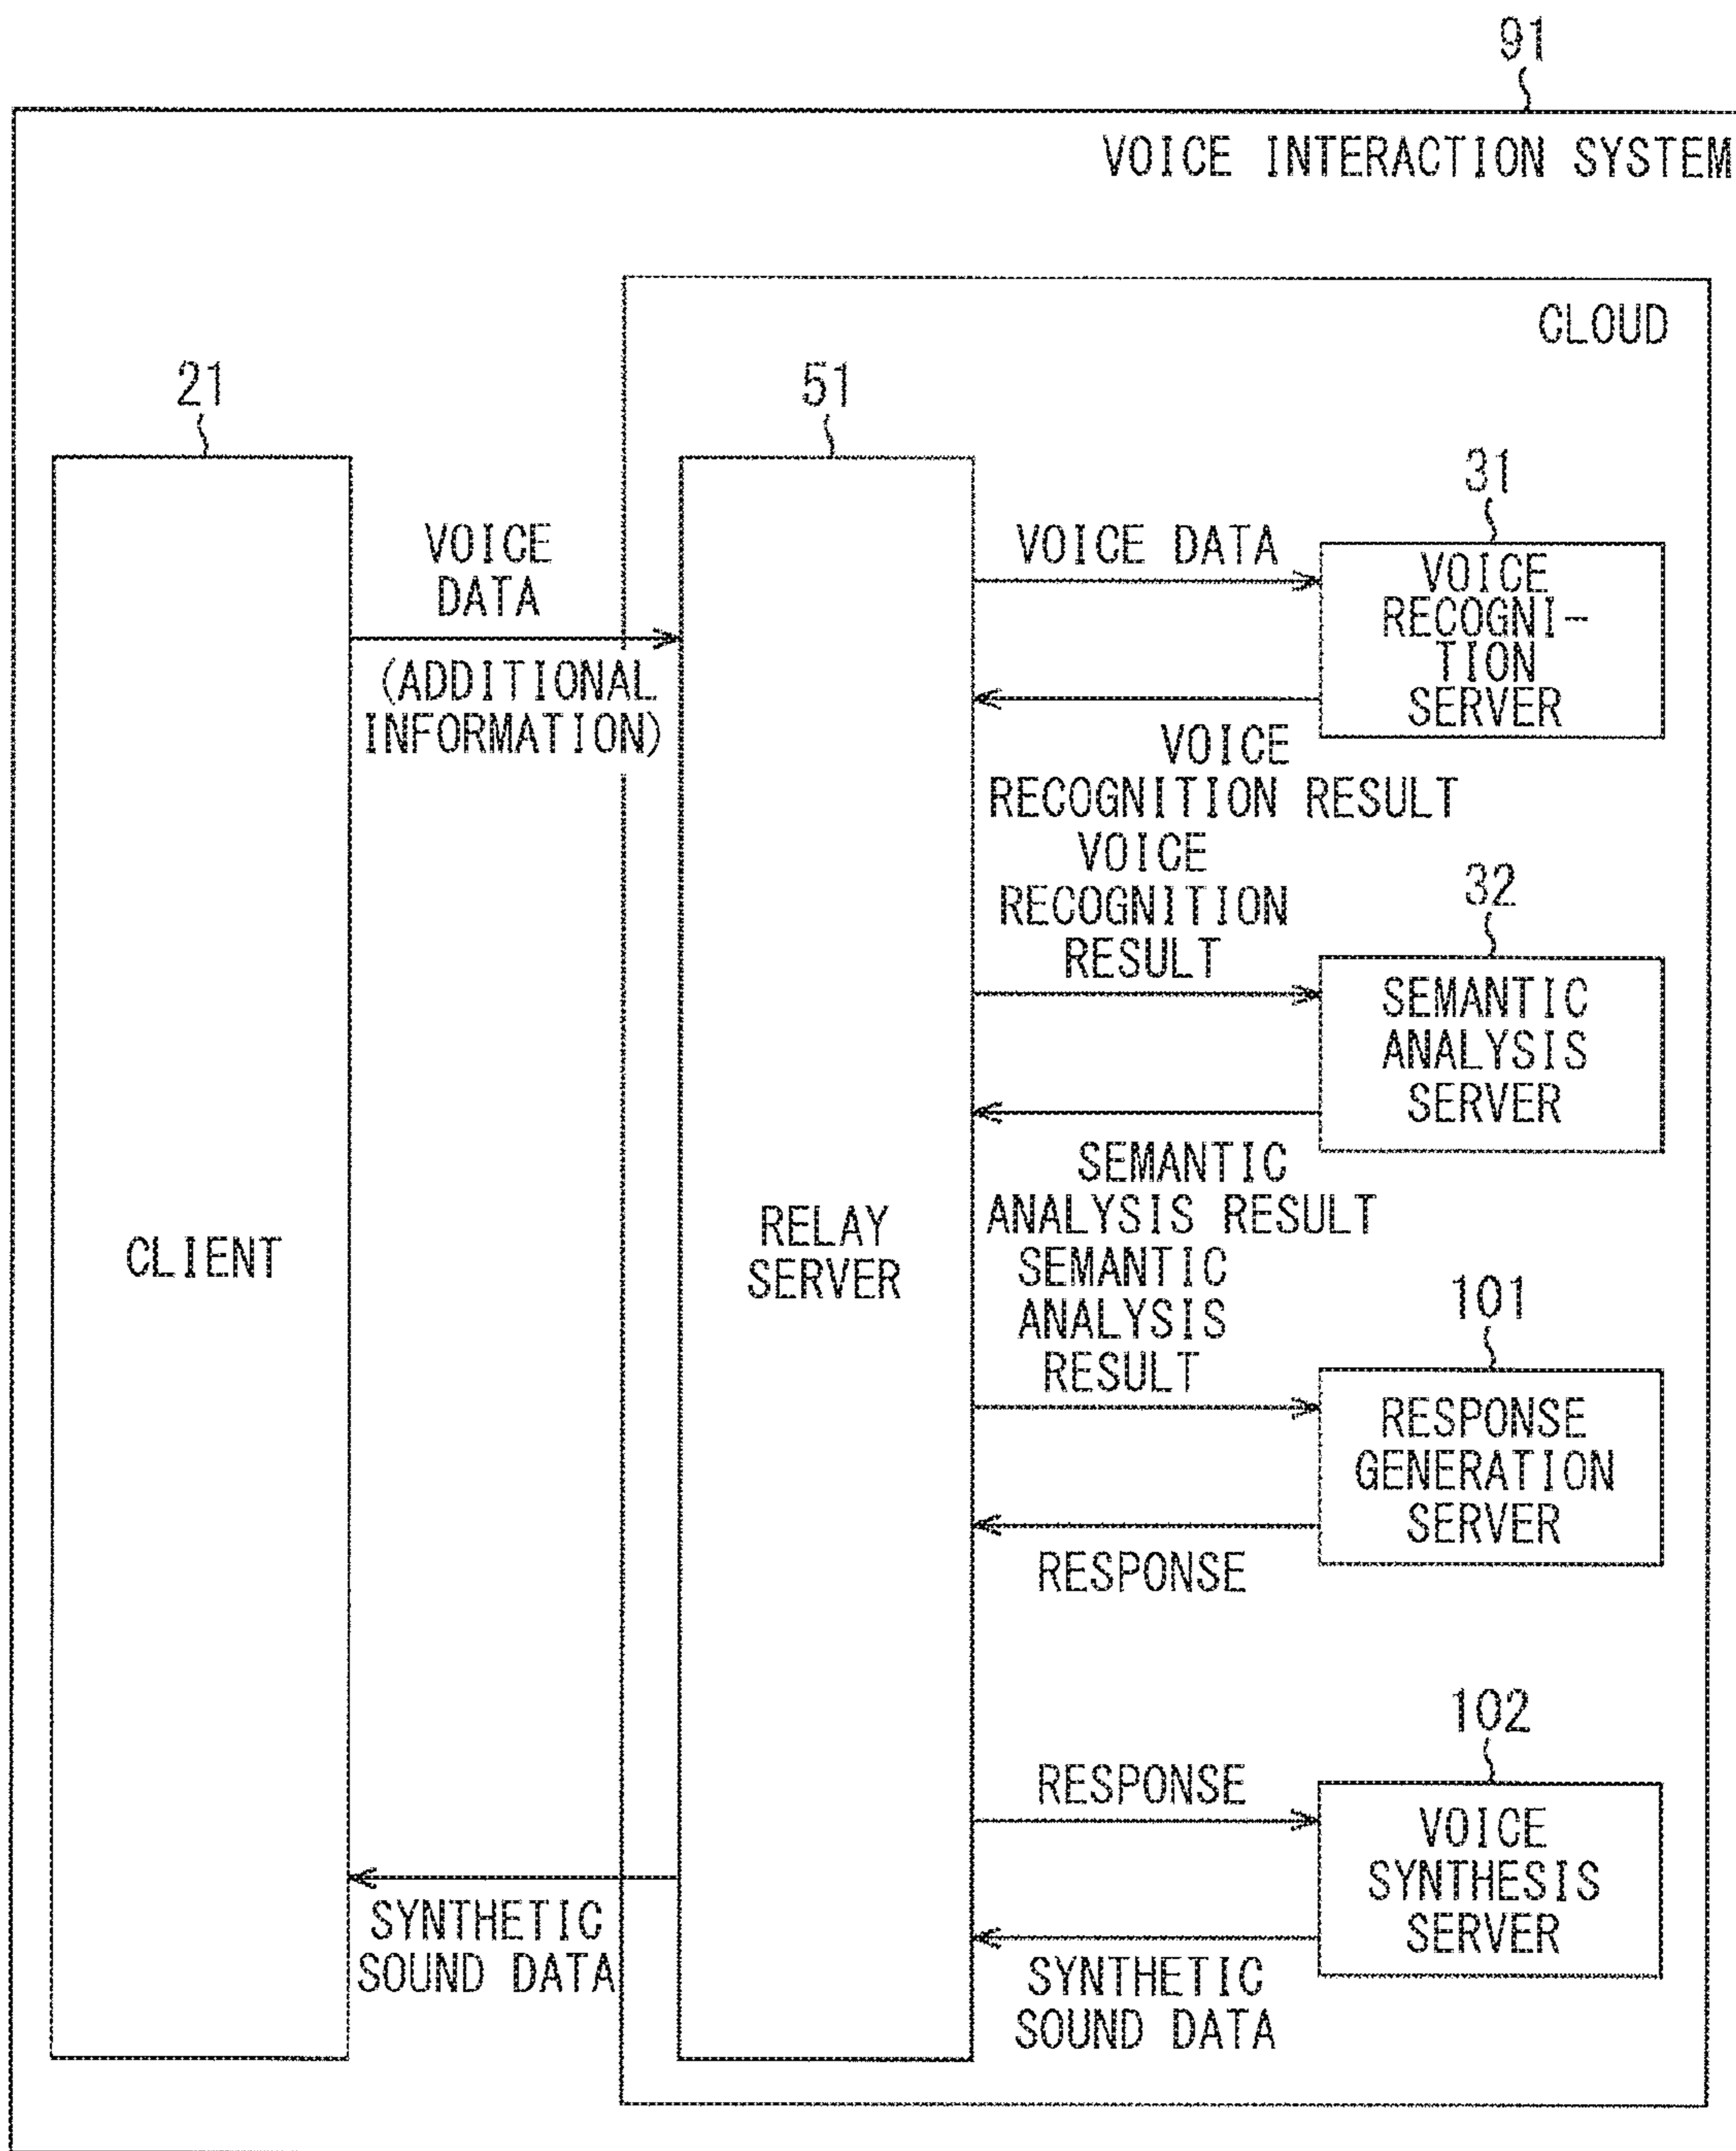 91
VOICE INTERACTION SYSTEM
CLOUD
21
51
31
VOICE
DATA
(ADDITIONAL
INFORMATION)
VOICE DATA
VOICE
RECOGNI-
TION
SERVER
VOICE
RECOGNITION RESULT
VOICE
RECOGNITION
RESULT
32
SEMANTIC
ANALYSIS
SERVER
SEMANTIC
ANALYSIS RESULT
CLIENT
RELAY
SERVER
SEMANTIC
ANALYSIS
RESULT
101
RESPONSE
GENERATION
SERVER
RESPONSE
102
RESPONSE
VOICE
SYNTHESIS
SERVER
SYNTHETIC
SOUND DATA
SYNTHETIC
SOUND DATA